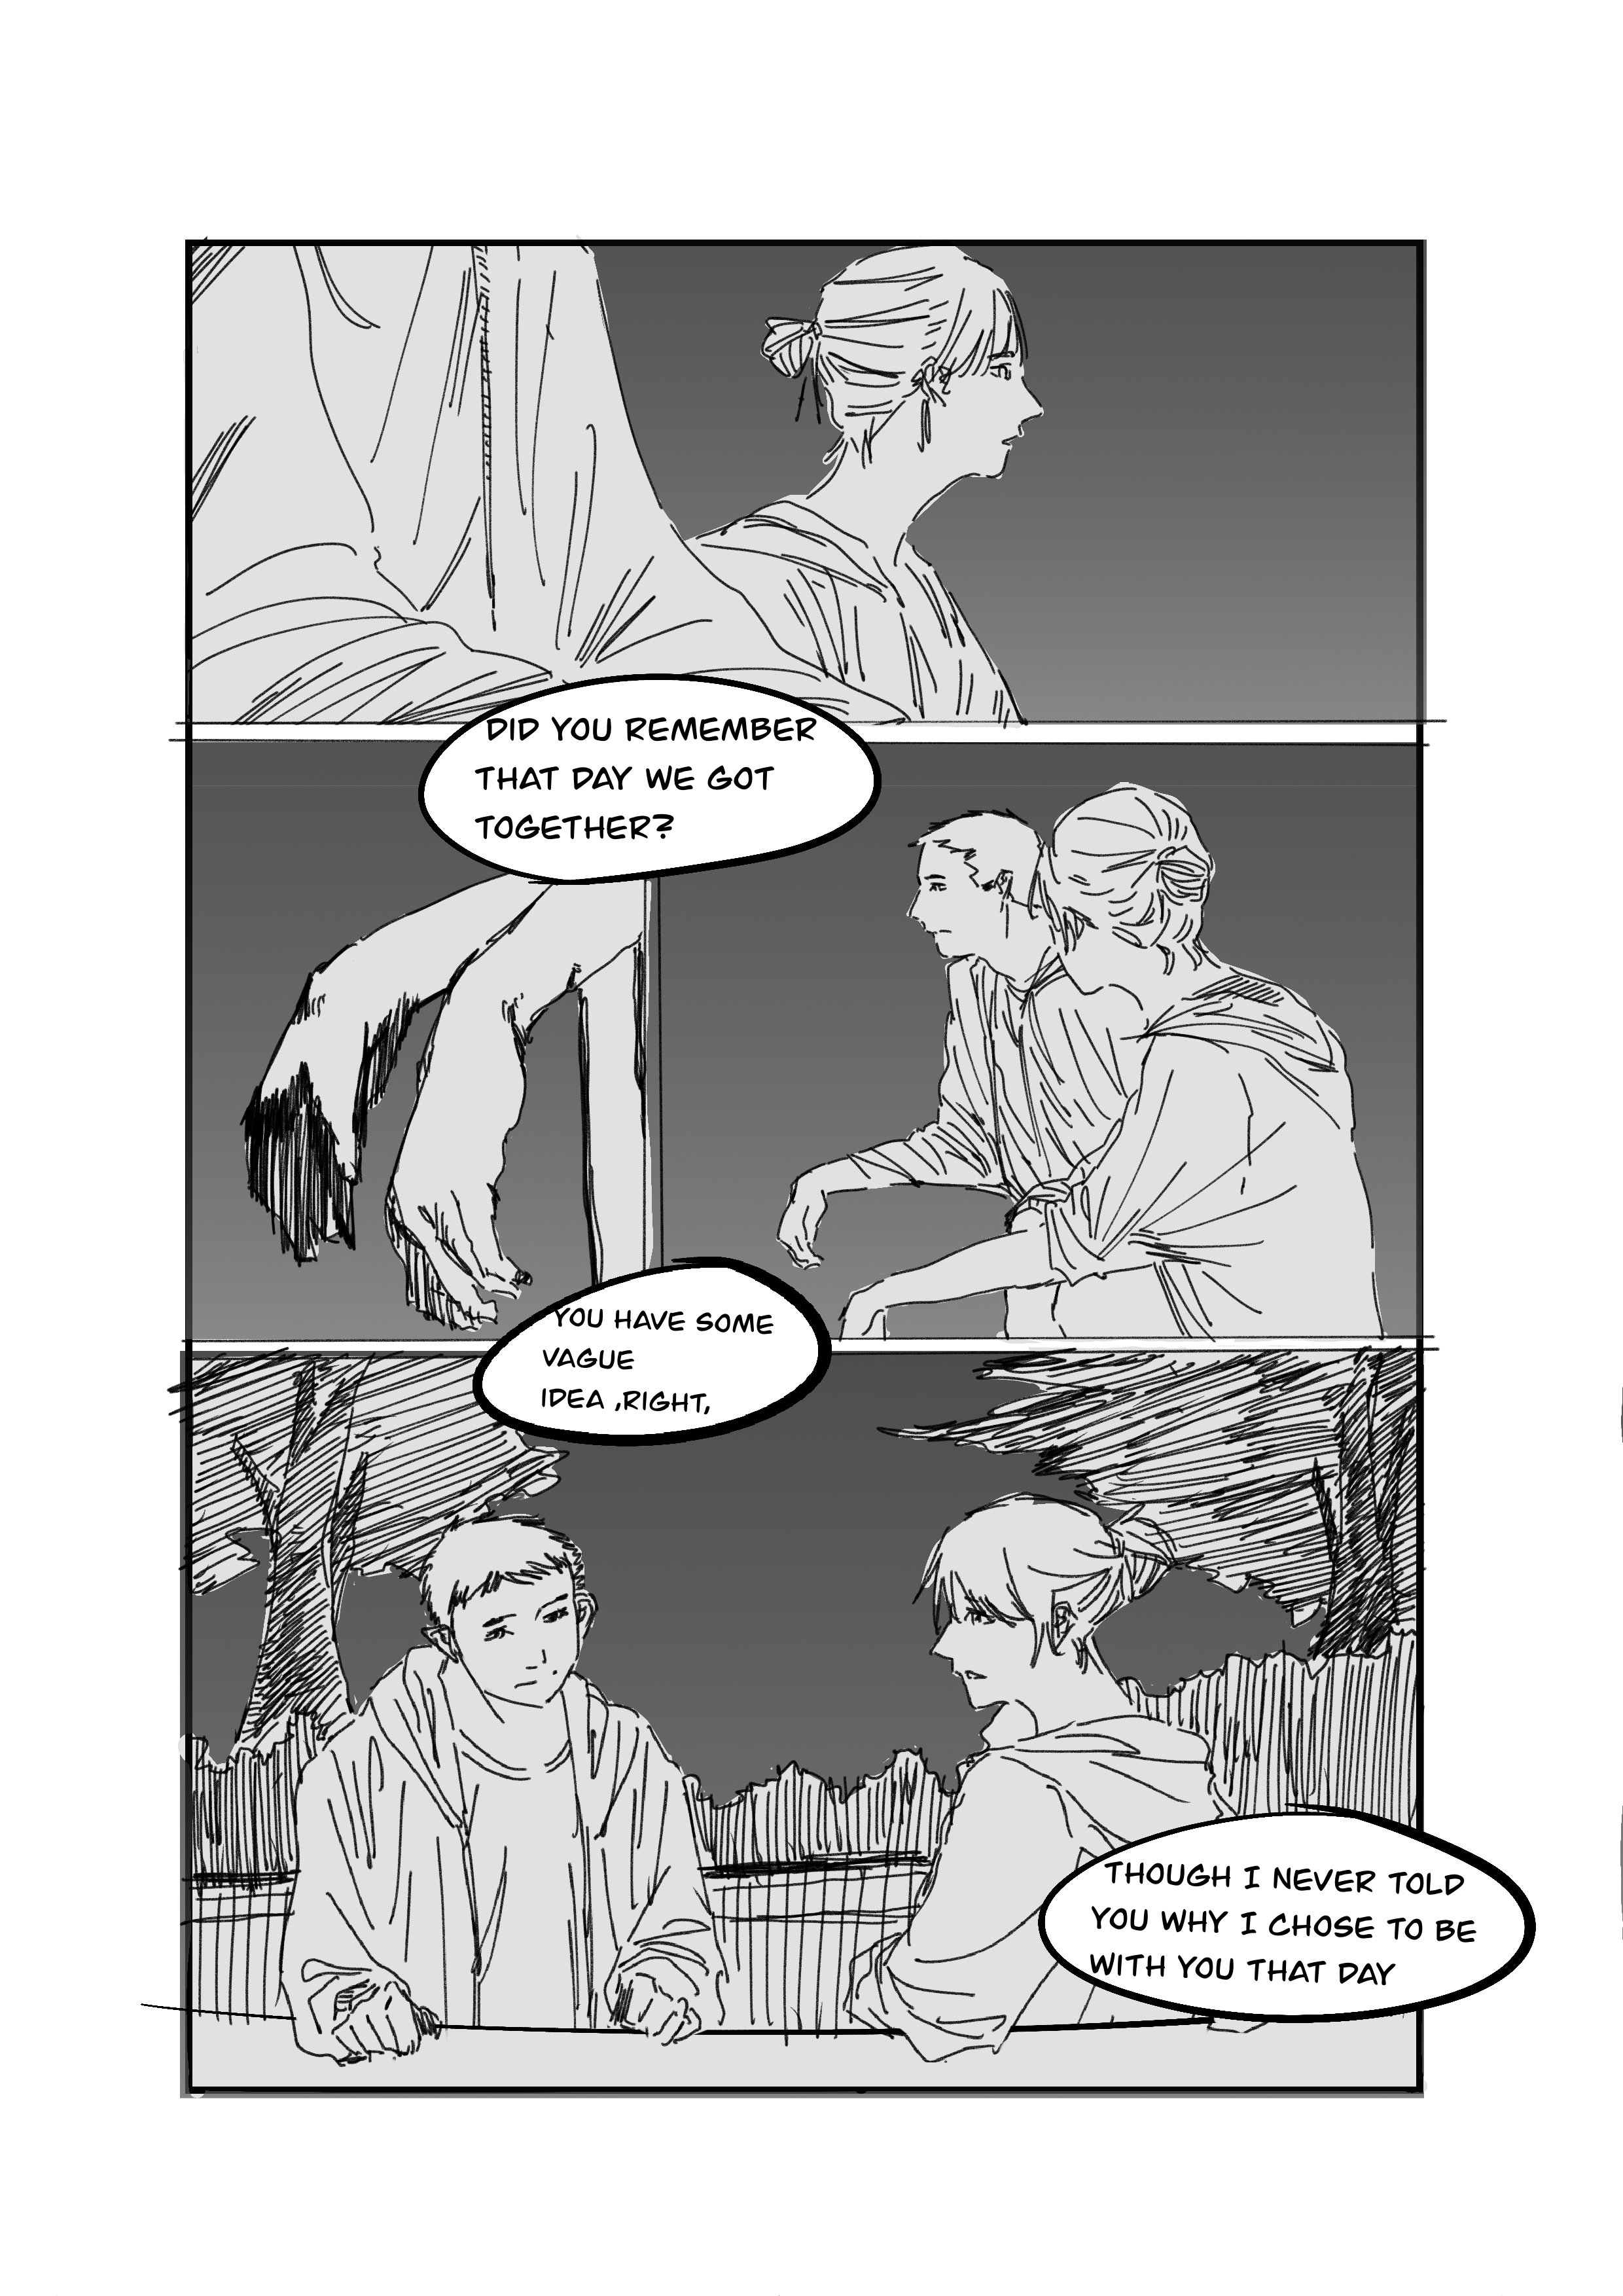 DID YOU REMEMBER
THAT DAY WE GOT
TOGETHER?
YOU HAVE SOME
VAGUE
IDEA ,RIGHT,
THOUGH I NEVER TOLD
YOU WHY I CHOSE TO BE
WITH YOU THAT DAY